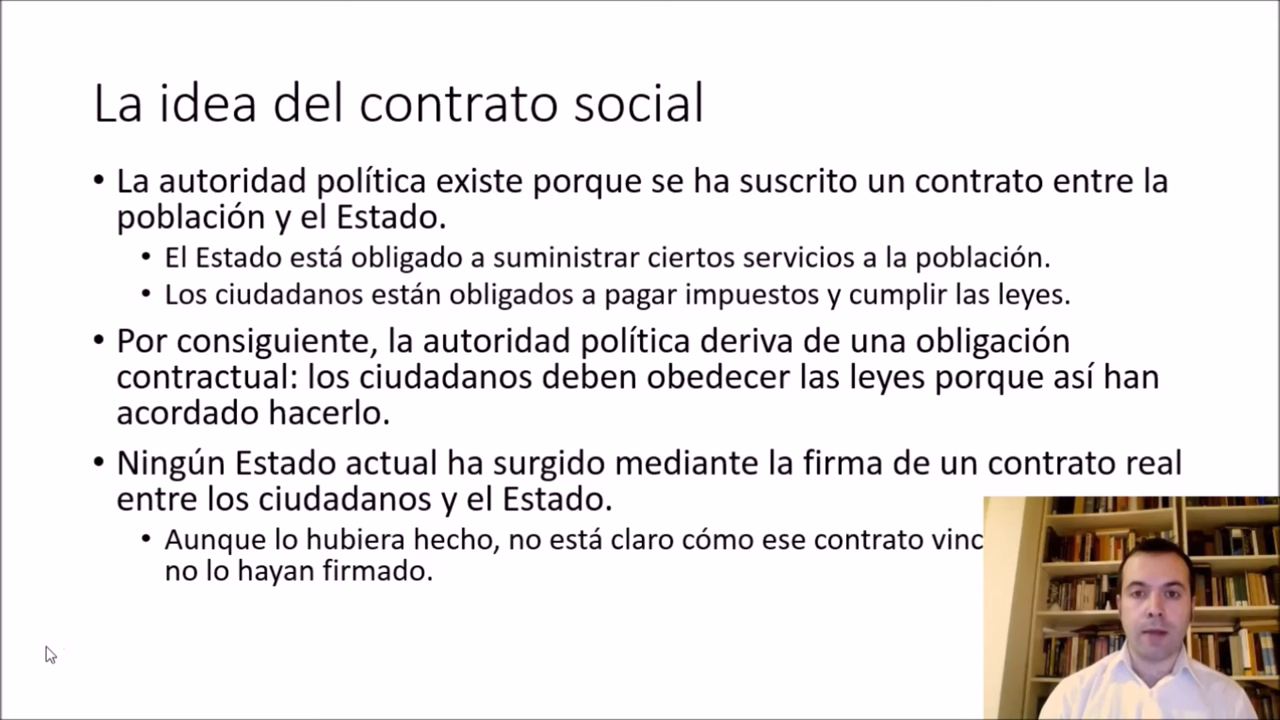 La idea del contrato social
• La autoridad política existe porque se ha suscrito un contrato entre la
población y el Estado.
• El Estado está obligado a suministrar ciertos servicios a la población.
• Los ciudadanos están obligados a pagar impuestos y cumplir las leyes.
• Por consiguiente, la autoridad política deriva de una obligación
contractual: los ciudadanos deben obedecer las leyes porque así han
acordado hacerlo.
• Ningún Estado actual ha surgido mediante la firma de un contrato real
entre los ciudadanos y el Estado.
• Aunque lo hubiera hecho, no está claro cómo ese contrato vinc
no lo hayan firmado.